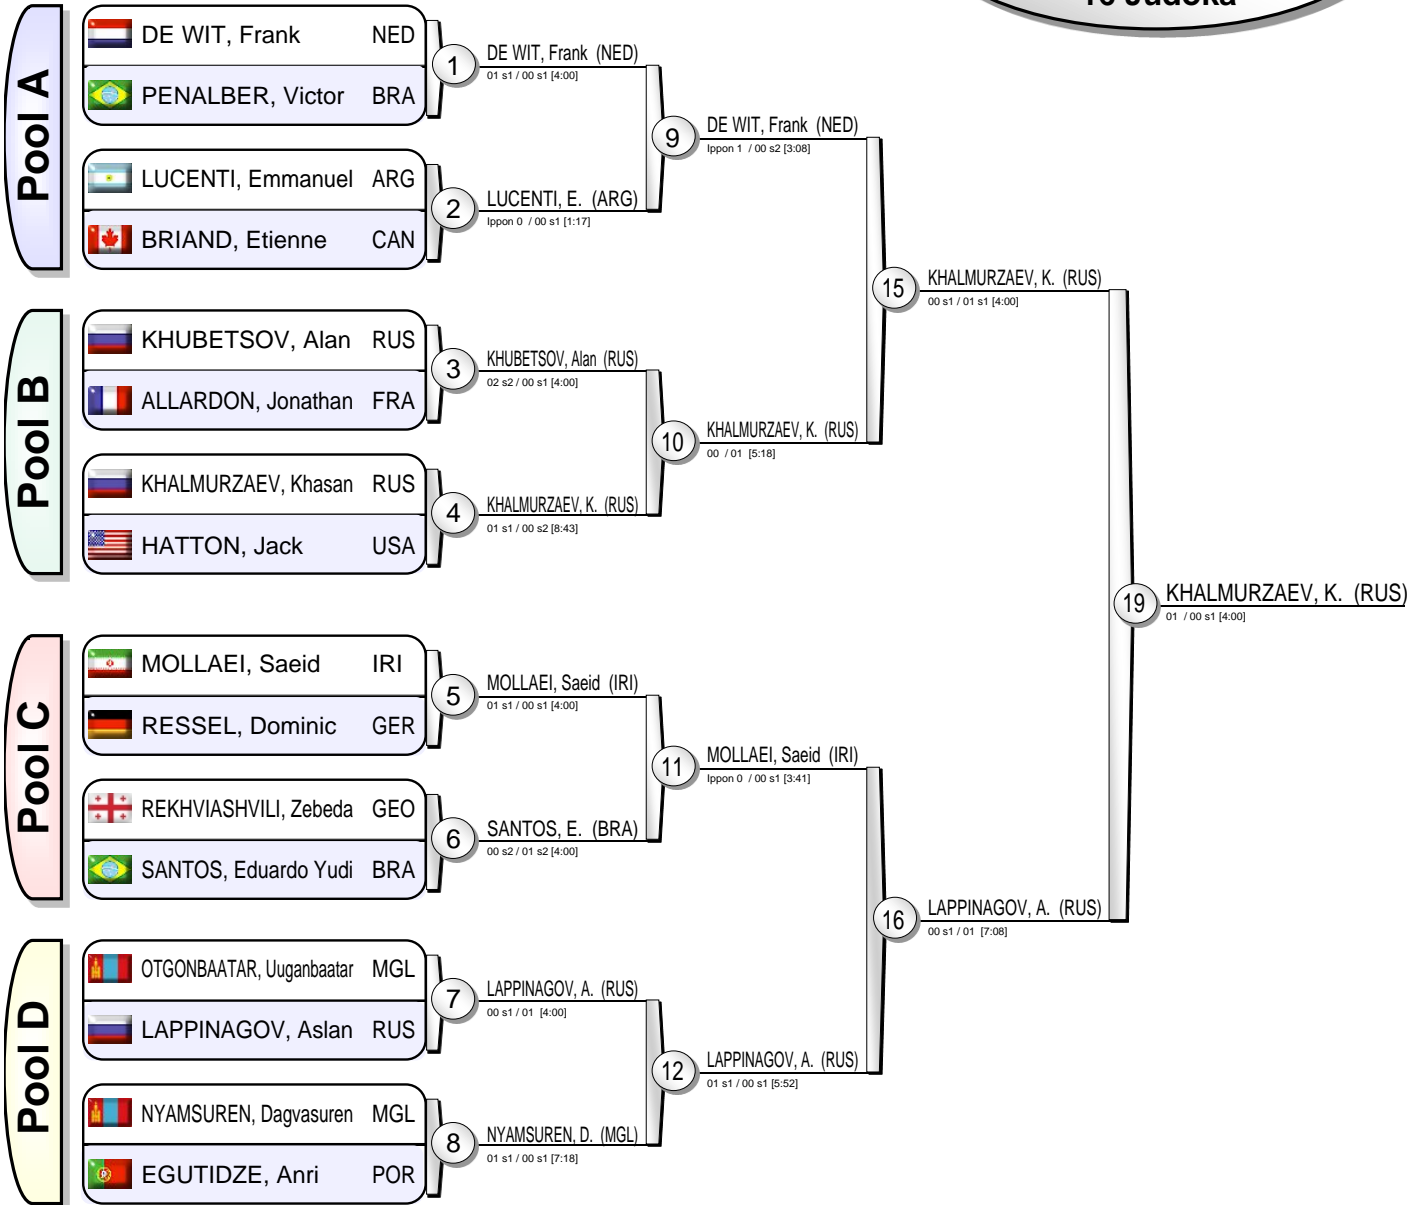 16 Judoka
Pool A
DE WIT, Frank NED
PENALBER, Victor BRA
LUCENTI, Emmanuel ARG
BRIAND, Etienne CAN
Pool B
KHUBETSOV, Alan RUS
ALLARDON, Jonathan FRA
KHALMURZAEV, Khasan RUS
HATTON, Jack USA
Pool C
MOLLAEI, Saeid IRI
RESSEL, Dominic GER
REKHVIASHVILI, Zebeda GEO
SANTOS, Eduardo Yudi BRA
Pool D
OTGONBAATAR, Uuganbaatar MGL
LAPPINAGOV, Aslan RUS
NYAMSUREN, Dagvasuren MGL
EGUTIDZE, Anri POR
1
DE WIT, Frank (NED)
01 s1 / 00 s1 [4:00]
2
LUCENTI, E. (ARG)
Ippon 0 / 00 s1 [1:17]
3
KHUBETSOV, Alan (RUS)
02 s2 / 00 s1 [4:00]
4
KHALMURZAEV, K. (RUS)
01 s1 / 00 s2 [8:43]
5
MOLLAEI, Saeid (IRI)
01 s1 / 00 s1 [4:00]
6
SANTOS, E. (BRA)
00 s2 / 01 s2 [4:00]
7
LAPPINAGOV, A. (RUS)
00 s1 / 01 [4:00]
8
NYAMSUREN, D. (MGL)
01 s1 / 00 s1 [7:18]
9
DE WIT, Frank (NED)
Ippon 1 / 00 s2 [3:08]
10
KHALMURZAEV, K. (RUS)
00 / 01 [5:18]
11
MOLLAEI, Saeid (IRI)
Ippon 0 / 00 s1 [3:41]
12
LAPPINAGOV, A. (RUS)
01 s1 / 00 s1 [5:52]
15
KHALMURZAEV, K. (RUS)
00 s1 / 01 s1 [4:00]
16
LAPPINAGOV, A. (RUS)
00 s1 / 01 [7:08]
19
KHALMURZAEV, K. (RUS)
01 / 00 s1 [4:00]